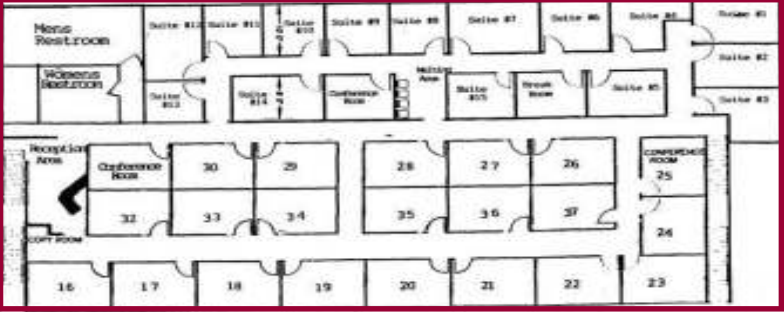 Mens
Restroom
Suite #12
Suite #11
Suite
#10
Suite #9
Suite #8
Suite #7
Suite #6
Suite #1
Suite #2
Womens
Restroom
Suite
#13
Suite
#14
Conference
Room
Waiting
Area
Suite
#15
Break
Room
Suite #5
Suite #3
Reception
Area
Conference
Room
30
29
28
27
26
CONFERENCE
ROOM
25
32
33
34
35
36
37
24
COPY ROOM
16
17
18
19
20
21
22
23